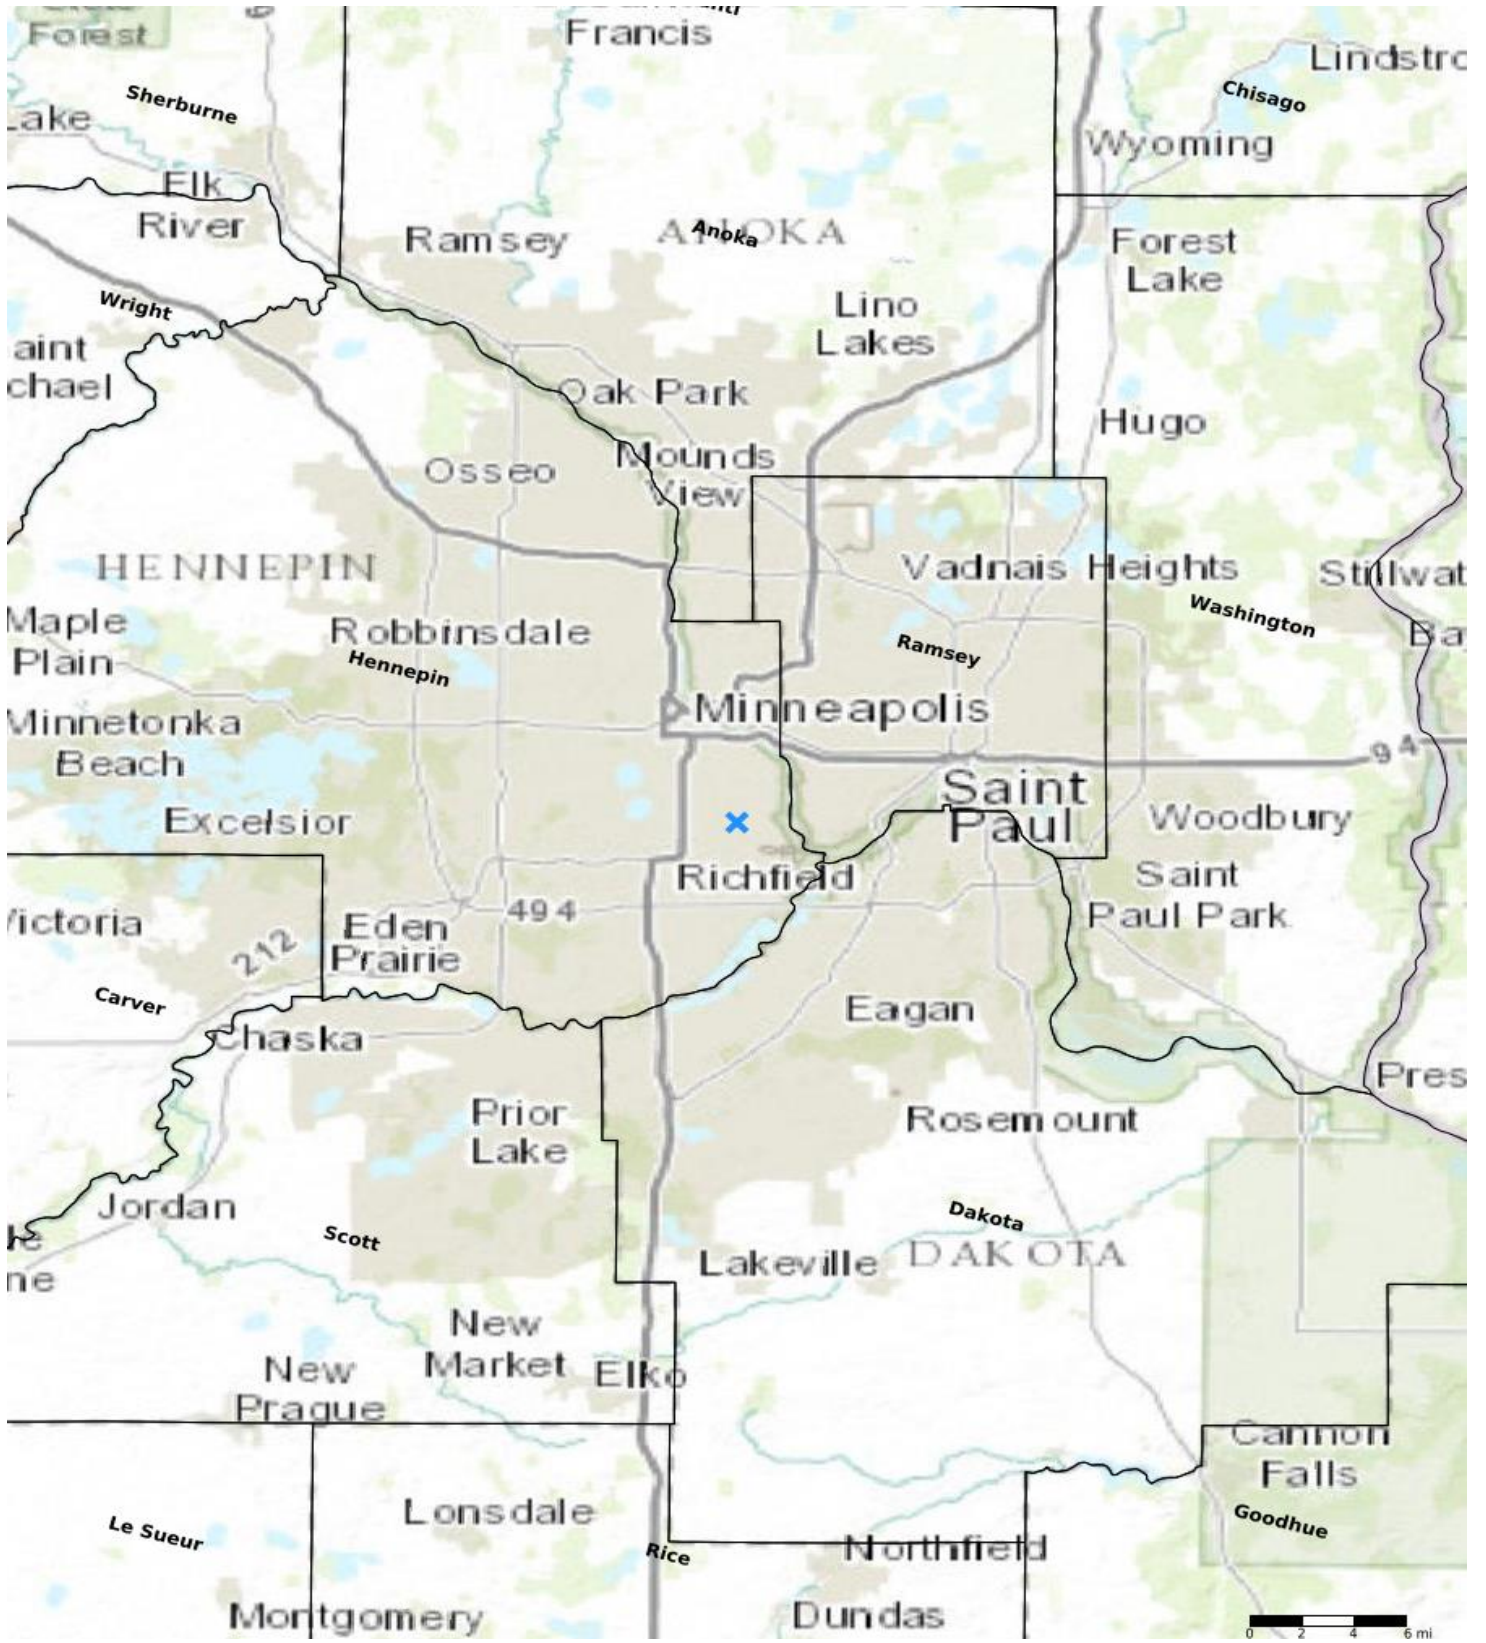 Forest
Francis
Lindstro
Sherburne
Chisago
Lake
Wyoming
Elk
River
Ramsey
ANOKA
Anoka
Forest
Lake
Wright
Lino
Lakes
aint
chael
Oak Park
Hugo
Mounds
View
Osseo
HENNEPIN
Vadnais Heights
Stillwat
Washington
Maple
Plain
Robbinsdale
Ba
Ramsey
Hennepin
Minneapolis
Minnetonka
Beach
94
Saint
Paul
Excelsior
Woodbury
Richfield
Saint
Paul Park
Victoria
494
Eden
Prairie
212
Carver
Eagan
Chaska
Pres
Prior
Lake
Rosemount
Jordan
Dakota
Scott
DAKOTA
Lakeville
ne
New
Market
Elko
New
Prague
Cannon
Falls
Lonsdale
Goodhue
Le Sueur
Rice
Northfield
Montgomery
Dundas
0 2 4 6 mi